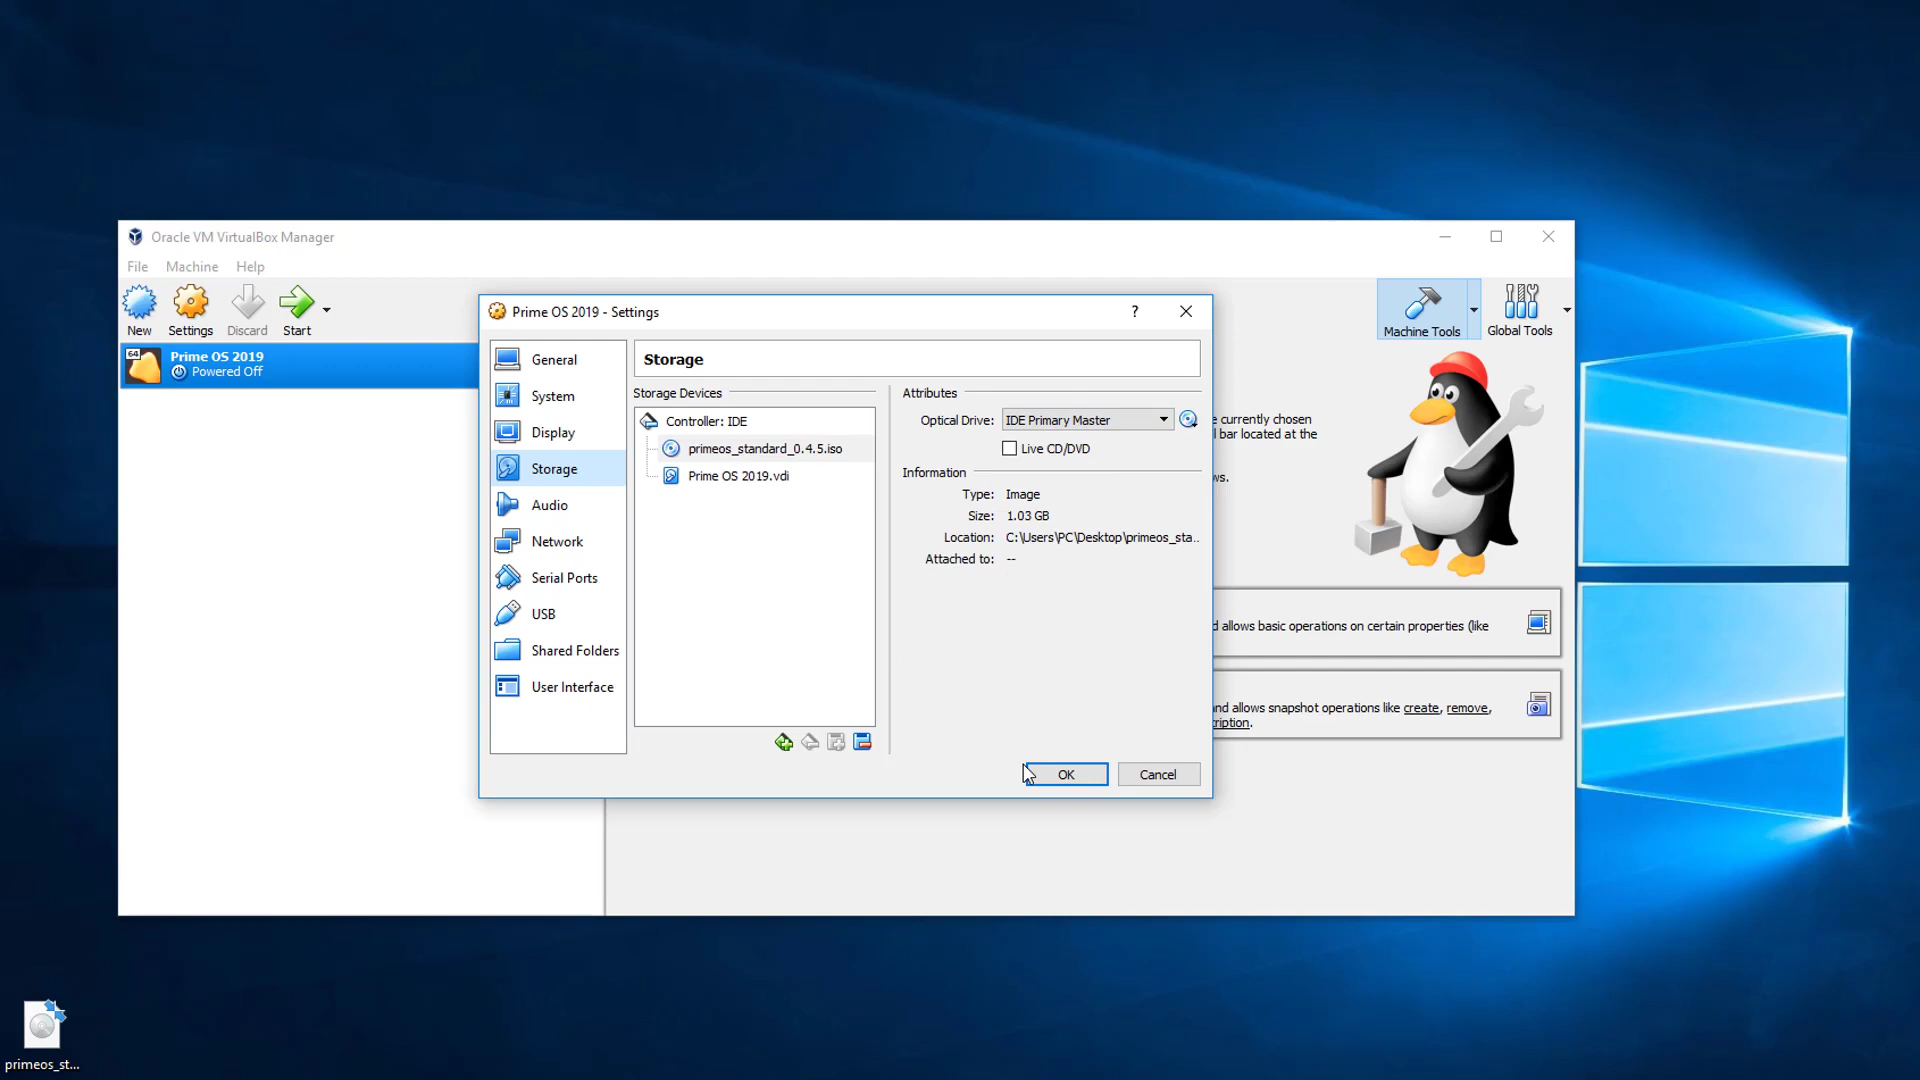 Oracle VM VirtualBox Manager
File Machine Help
New Settings Discard Start
Machine Tools Global Tools
64
Prime OS 2019
Powered Off
Prime OS 2019 - Settings
?
General
System
Display
Storage
Audio
Network
Serial Ports
USB
Shared Folders
User Interface
Storage
Storage Devices
Controller: IDE
primeos_standard_0.4.5.iso
Prime OS 2019.vdi
Attributes
Optical Drive: IDE Primary Master
Live CD/DVD
Information
Type: Image
Size: 1.03 GB
Location: C:\Users\PC\Desktop\primeos_sta..
Attached to: --
OK Cancel
e currently chosen
l bar located at the
ws.
d allows basic operations on certain properties (like
and allows snapshot operations like create, remove,
cription).
primeos_st...